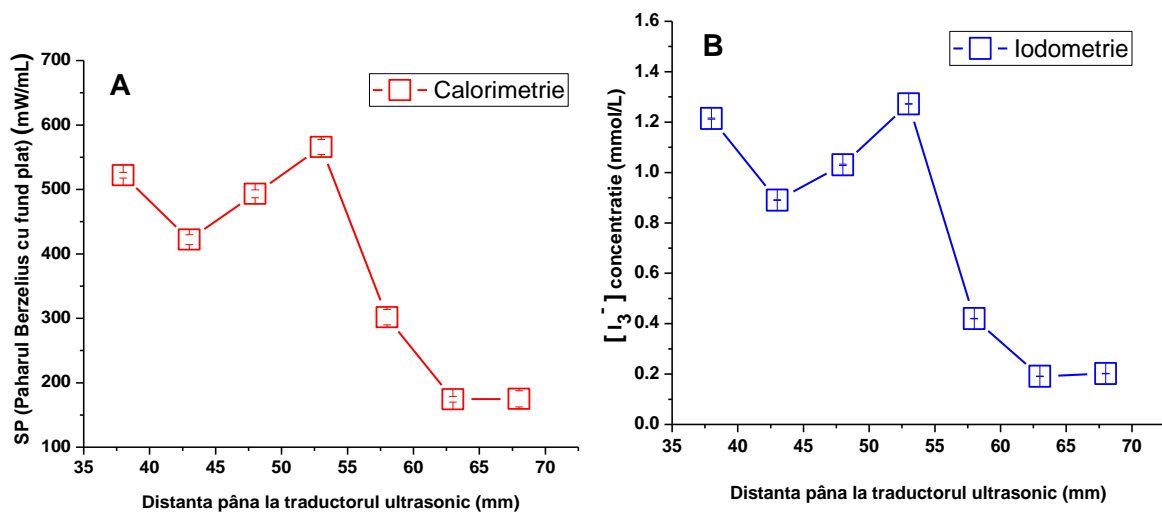 A
Calorimetrie
SP (Paharul Berzelius cu fund plat) (mW/mL)
700
600
500
400
300
200
100
35 40 45 50 55 60 65 70
Distanta pâna la traductorul ultrasonic (mm)
B
Iodometrie
[ I₃⁻ ] concentratie (mmol/L)
1.6
1.4
1.2
1.0
0.8
0.6
0.4
0.2
0.0
35 40 45 50 55 60 65 70
Distanta pâna la traductorul ultrasonic (mm)